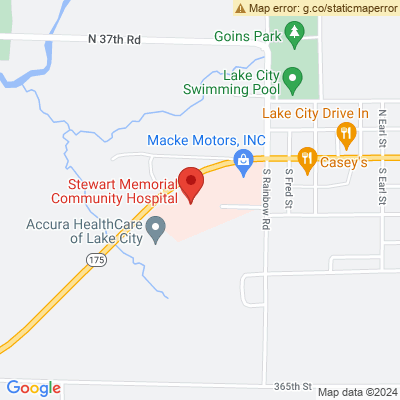 Map error: g.co/staticmaperror
Goins Park
N 37th Rd
Lake City
Swimming Pool
Lake City Drive In
N Earl St
Macke Motors, INC
Casey's
S Rainbow Rd
S Fred St
S Earl St
Stewart Memorial
Community Hospital
Accura HealthCare
of Lake City
175
365th St
Google
Map data ©2024